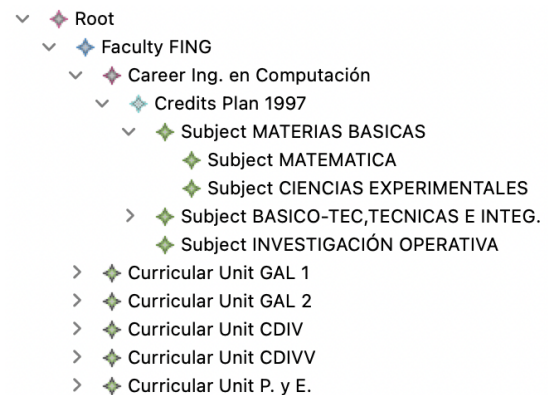 Root
Faculty FING
Career Ing. en Computación
Credits Plan 1997
Subject MATERIAS BASICAS
Subject MATEMATICA
Subject CIENCIAS EXPERIMENTALES
Subject BASICO-TEC,TECNICAS E INTEG.
Subject INVESTIGACIÓN OPERATIVA
Curricular Unit GAL 1
Curricular Unit GAL 2
Curricular Unit CDIV
Curricular Unit CDIVV
Curricular Unit P. y E.